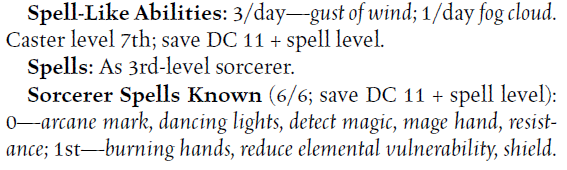 Spell-Like Abilities: 3/day—gust of wind; 1/day fog cloud.
Caster level 7th; save DC 11 + spell level.
Spells: As 3rd-level sorcerer.
Sorcerer Spells Known (6/6; save DC 11 + spell level):
0—arcane mark, dancing lights, detect magic, mage hand, resist-
ance; 1st—burning hands, reduce elemental vulnerability, shield.